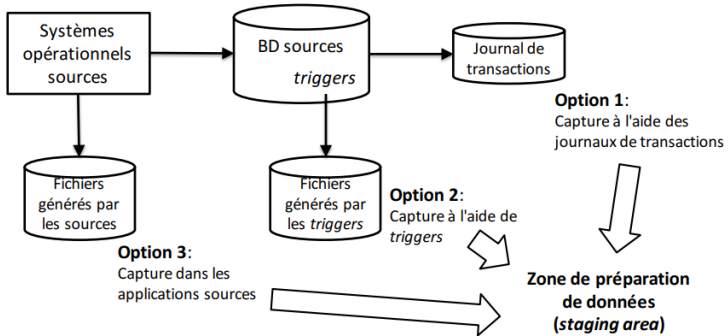 Systèmes
opérationnels
sources
BD sources
triggers
Journal de
transactions
Option 1:
Capture à l'aide des
journaux de transactions
Fichiers
générés par
les sources
Fichiers
générés par
les triggers
Option 2:
Capture à l'aide de
triggers
Option 3:
Capture dans les
applications sources
Zone de préparation
de données
(staging area)